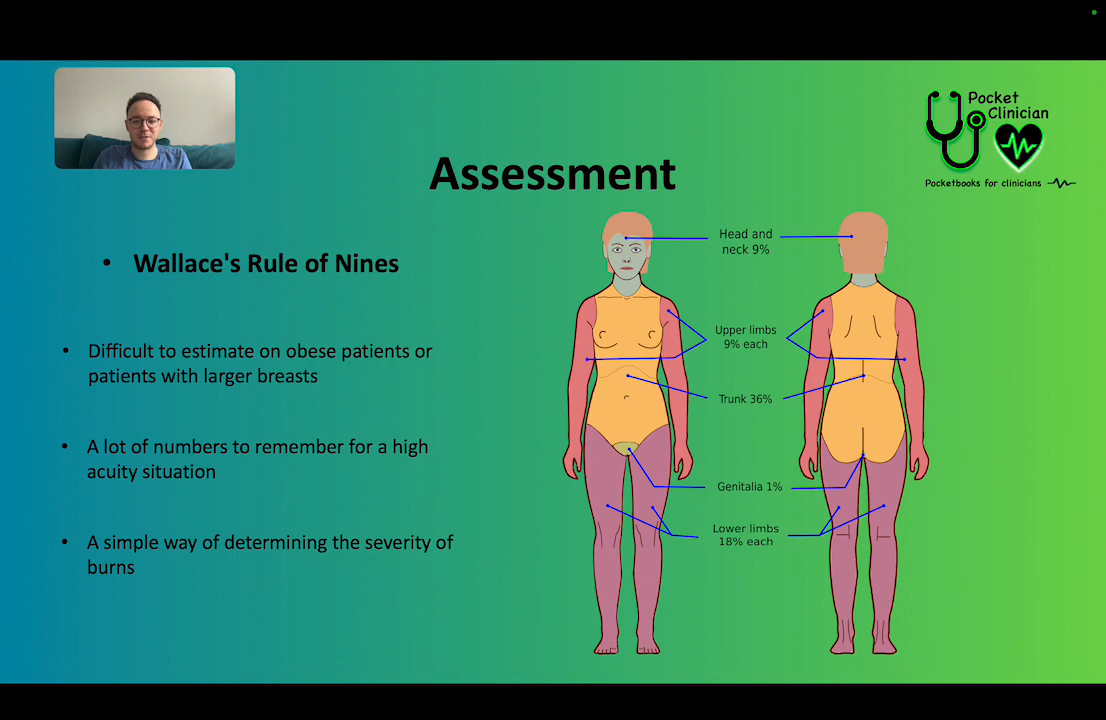 Pocket
Clinician
Pocketbooks for clinicians
Assessment
• Wallace's Rule of Nines
• Difficult to estimate on obese patients or
patients with larger breasts
• A lot of numbers to remember for a high
acuity situation
• A simple way of determining the severity of
burns
Head and
neck 9%
Upper limbs
9% each
Trunk 36%
Genitalia 1%
Lower limbs
18% each